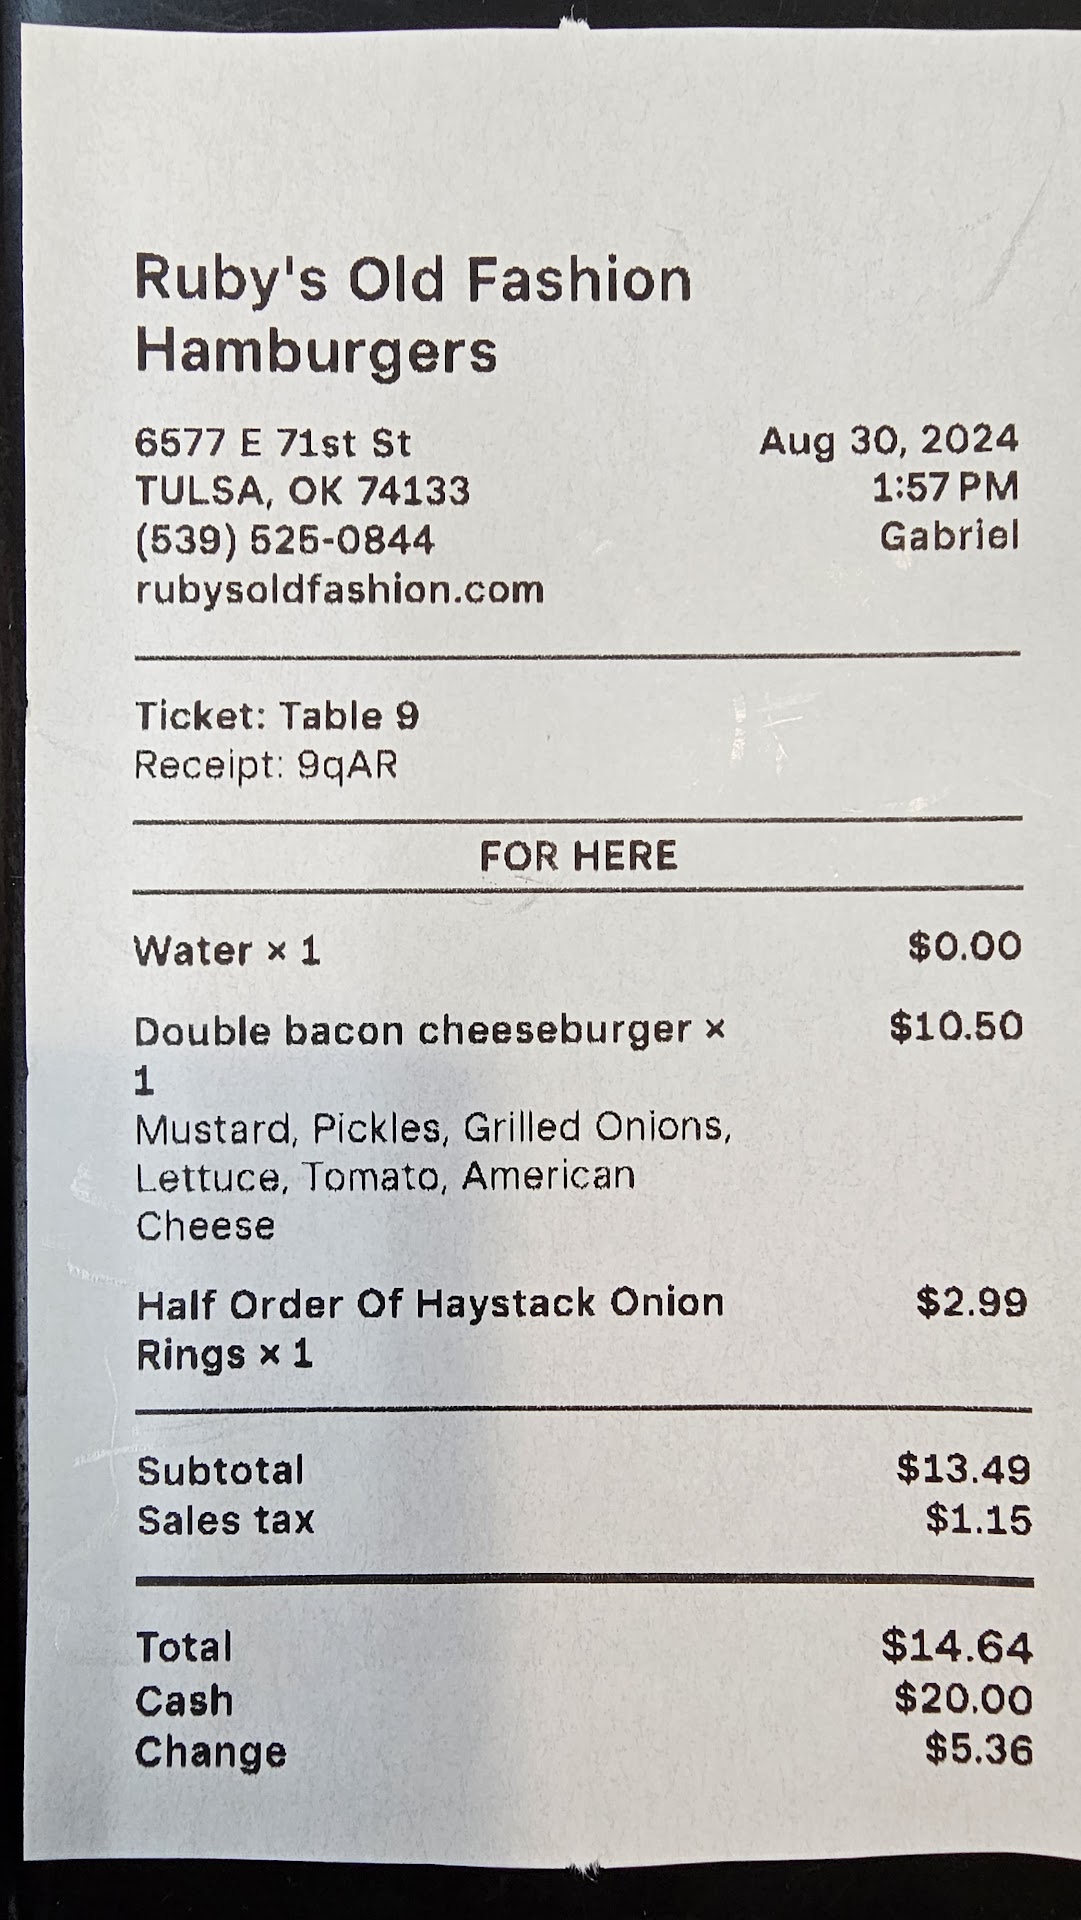 Ruby's Old Fashion
Hamburgers
6577 E 71st St
TULSA, OK 74133
(539) 525-0844
rubysoldfashion.com
Aug 30, 2024
1:57 PM
Gabriel
Ticket: Table 9
Receipt: 9qAR
FOR HERE
Water × 1 $0.00
Double bacon cheeseburger × $10.50
1
Mustard, Pickles, Grilled Onions,
Lettuce, Tomato, American
Cheese
Half Order Of Haystack Onion $2.99
Rings × 1
Subtotal $13.49
Sales tax $1.15
Total $14.64
Cash $20.00
Change $5.36